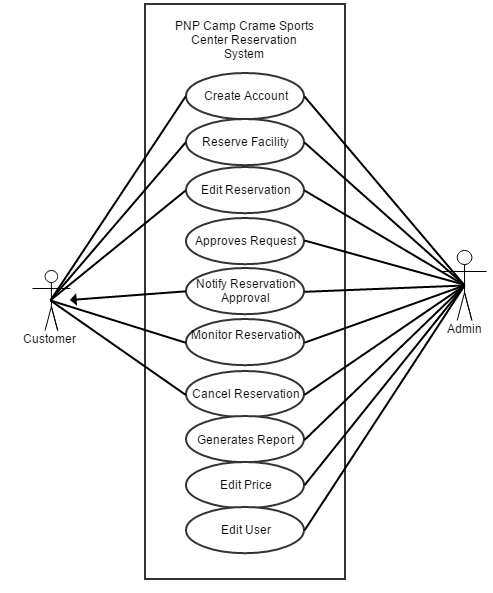 PNP Camp Crame Sports
Center Reservation
System
Create Account
Reserve Facility
Edit Reservation
Approves Request
Notify Reservation
Approval
Monitor Reservation
Cancel Reservation
Generates Report
Edit Price
Edit User
Customer
Admin